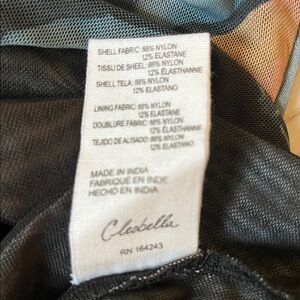 SHELL FABRIC: 88% NYLON
12% ELASTANE
TISSU DE SHEEL: 88% NYLON
12% ÉLASTHANNE
SHELL TELA: 88% NYLON
12% ELASTANO
LINING FABRIC: 88% NYLON
12% ELASTANE
DOUBLURE FABRIC: 88% NYLON
12% ÉLASTHANNE
TEJIDO DE ALISADO: 88% NYLON
12% ELASTANO
MADE IN INDIA
FABRIQUÉ EN INDE
HECHO EN INDIA
Cleobella
RN 164243